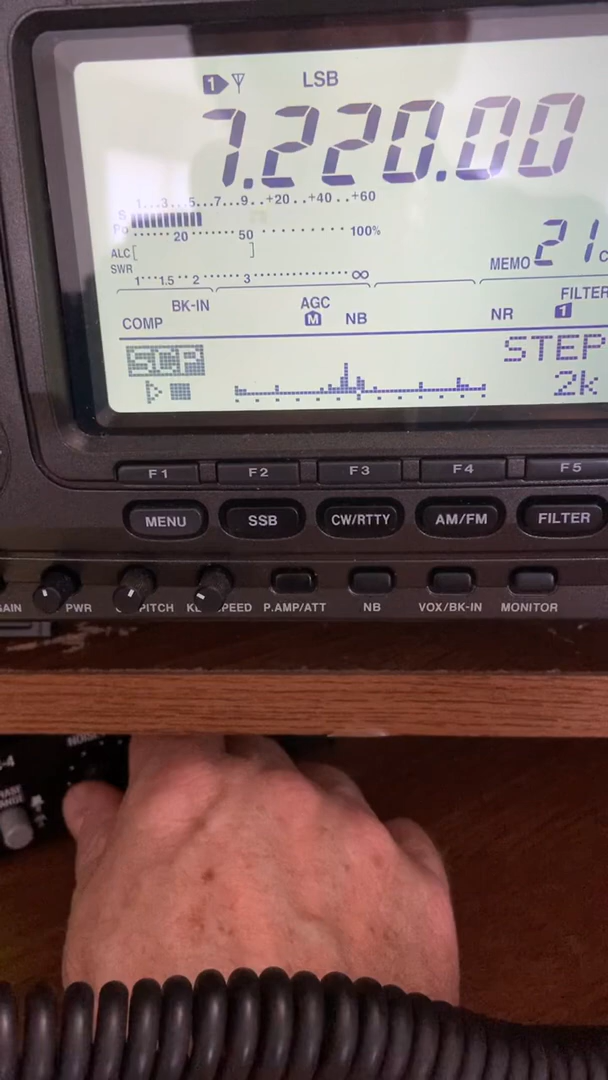 1 LSB
7.220.00
1...3...5...7...9..+20..+40..+60
S
Po 20 50 100%
ALC
SWR
1 1.5 2 3 ∞
MEMO 21
BK-IN AGC FILTER
COMP M NB NR 1
SCP STEP
2k
F1 F2 F3 F4 F5
MENU SSB CW/RTTY AM/FM FILTER
PWR P.AMP/ATT NB VOX/BK-IN MONITOR